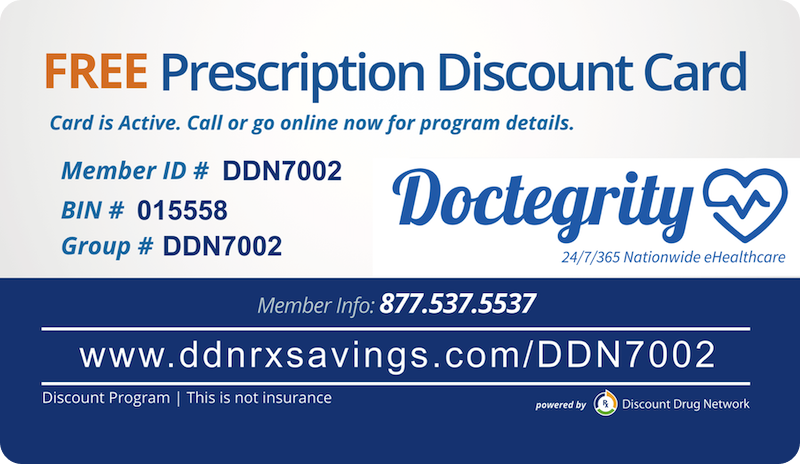 FREE Prescription Discount Card
Card is Active. Call or go online now for program details.
Member ID # DDN7002
BIN # 015558
Group # DDN7002
Doctegrity
24/7/365 Nationwide eHealthcare
Member Info: 877.537.5537
www.ddnrxsavings.com/DDN7002
Discount Program | This is not insurance
powered by Rx Discount Drug Network